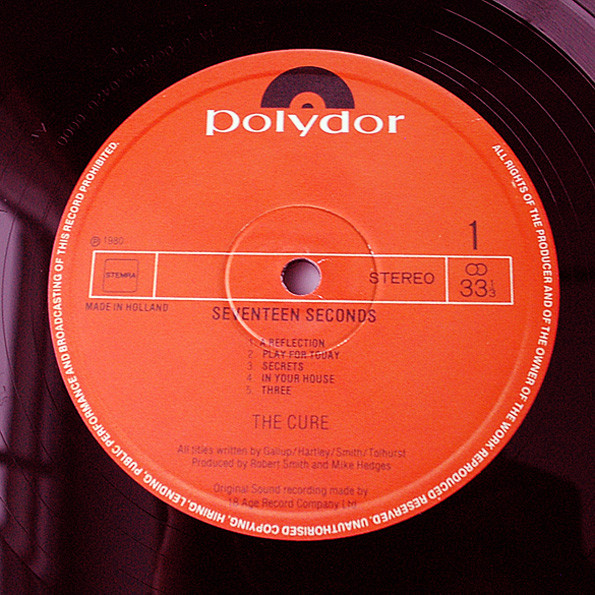 polydor
1
℗ 1980
STEMRA
STEREO
33⅓
MADE IN HOLLAND
SEVENTEEN SECONDS
1. A REFLECTION
2. PLAY FOR TODAY
3 SECRETS
4 IN YOUR HOUSE
5. THREE
THE CURE
All titles written by Gallup/Hartley/Smith/Tolhurst
Produced by Robert Smith and Mike Hedges
Original Sound recording made by
18 Age Record Company Ltd.
ALL RIGHTS OF THE PRODUCER AND OF THE OWNER OF THE WORK REPRODUCED RESERVED. UNAUTHORISED COPYING, HIRING, LENDING, PUBLIC PERFORMANCE AND BROADCASTING OF THIS RECORD PROHIBITED.